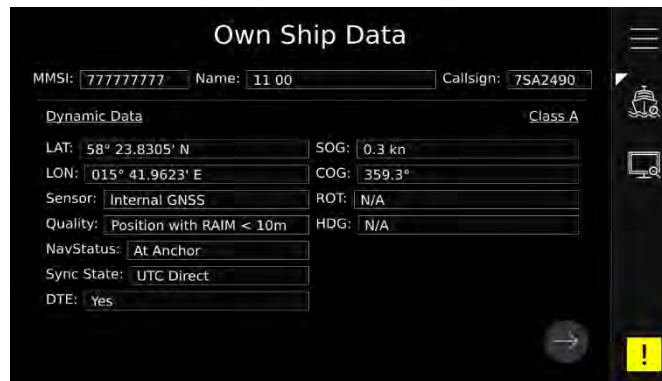 Own Ship Data
MMSI: 777777777 Name: 11 00 Callsign: 7SA2490
Dynamic Data Class A
LAT: 58° 23.8305' N SOG: 0.3 kn
LON: 015° 41.9623' E COG: 359.3°
Sensor: Internal GNSS ROT: N/A
Quality: Position with RAIM < 10m HDG: N/A
NavStatus: At Anchor
Sync State: UTC Direct
DTE: Yes
!